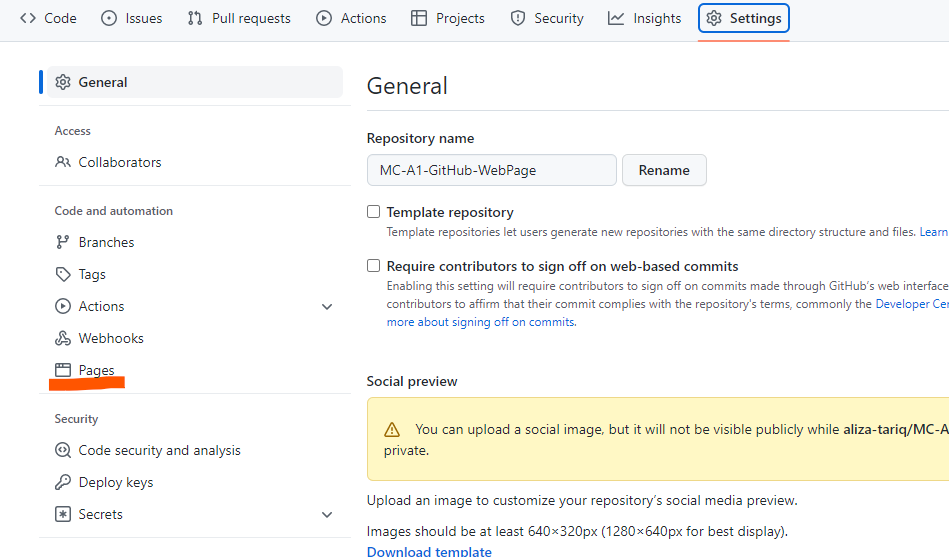 Code Issues Pull requests Actions Projects Security Insights Settings
General
Access
Collaborators
Code and automation
Branches
Tags
Actions
Webhooks
Pages
Security
Code security and analysis
Deploy keys
Secrets
General
Repository name
MC-A1-GitHub-WebPage Rename
Template repository
Template repositories let users generate new repositories with the same directory structure and files. Learn
Require contributors to sign off on web-based commits
Enabling this setting will require contributors to sign off on commits made through GitHub's web interface
contributors to affirm that their commit complies with the repository's terms, commonly the Developer Cer
more about signing off on commits.
Social preview
You can upload a social image, but it will not be visible publicly while aliza-tariq/MC-A
private.
Upload an image to customize your repository's social media preview.
Images should be at least 640×320px (1280×640px for best display).
Download template